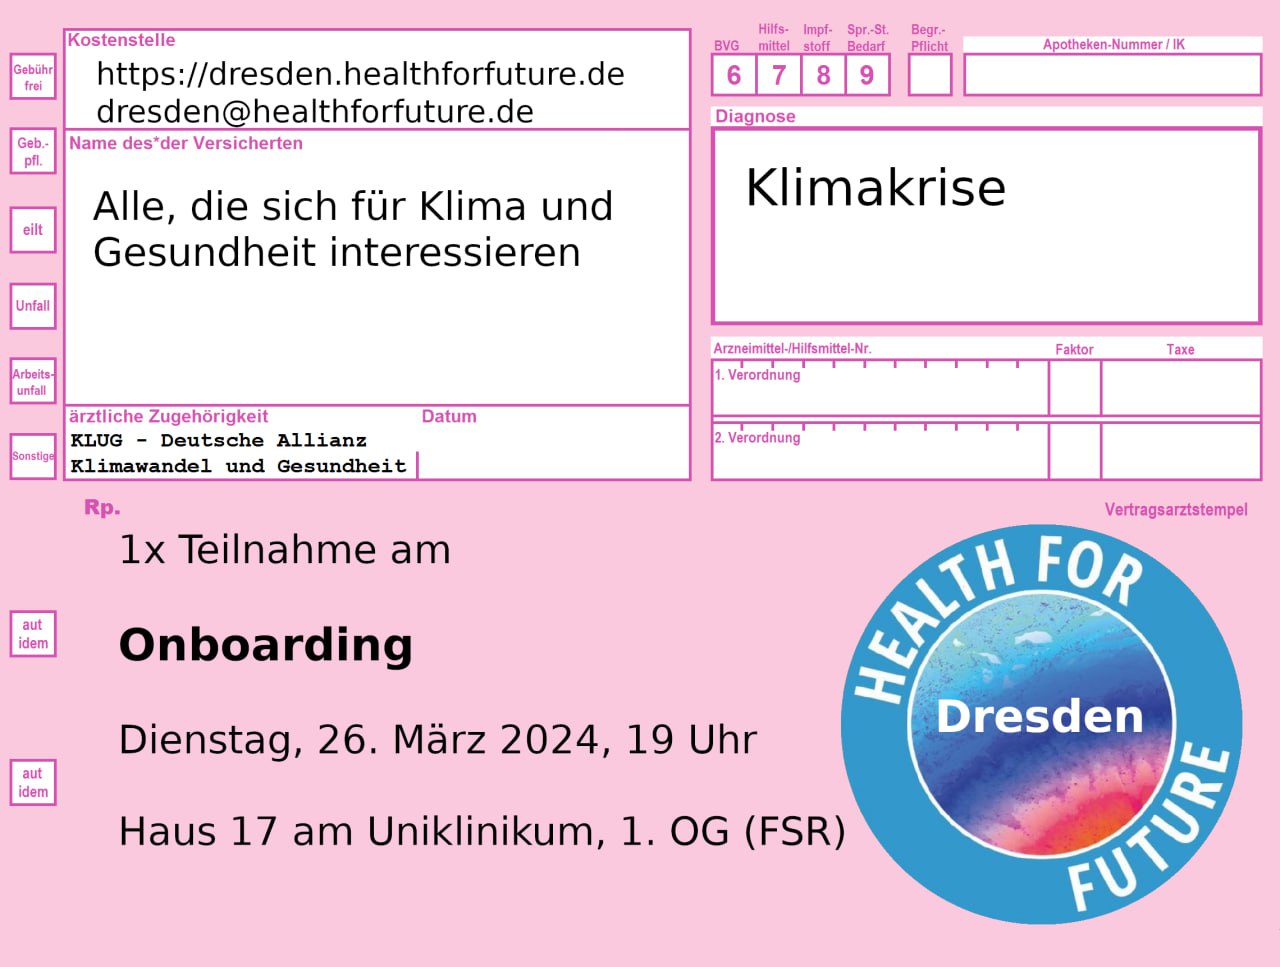 Kostenstelle
https://dresden.healthforfuture.de
dresden@healthforfuture.de
Name des*der Versicherten
Alle, die sich für Klima und
Gesundheit interessieren
ärztliche Zugehörigkeit Datum
KLUG - Deutsche Allianz
Klimawandel und Gesundheit
Gebühr
frei
Geb.-
pfl.
eilt
Unfall
Arbeits-
unfall
Sonstige
BVG
Hilfs-
mittel
Impf-
stoff
Spr.-St.
Bedarf
Begr.-
Pflicht
Apotheken-Nummer / IK
6 7 8 9
Diagnose
Klimakrise
Arzneimittel-/Hilfsmittel-Nr. Faktor Taxe
1. Verordnung
2. Verordnung
Rp.
Vertragsarztstempel
1x Teilnahme am
Onboarding
Dienstag, 26. März 2024, 19 Uhr
Haus 17 am Uniklinikum, 1. OG (FSR)
aut
idem
aut
idem
HEALTH FOR
Dresden
FUTURE